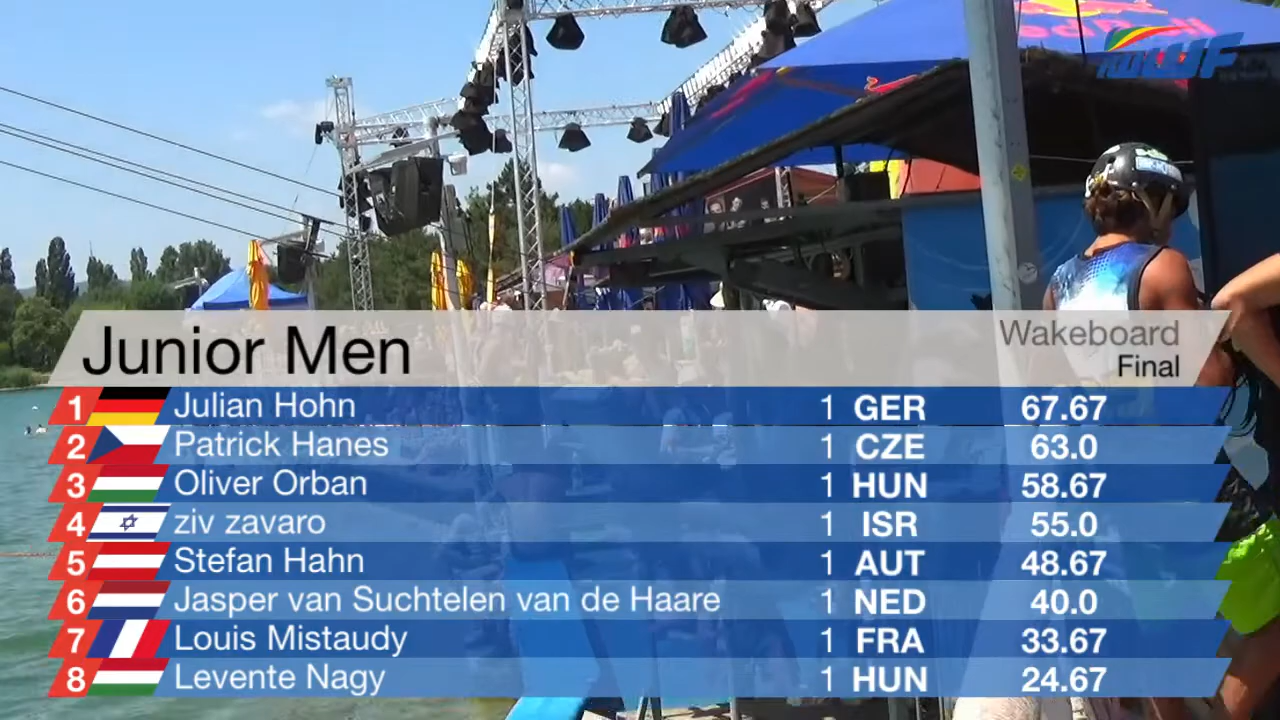 IWWF
Junior Men
Wakeboard
Final
1 Julian Hohn 1 GER 67.67
2 Patrick Hanes 1 CZE 63.0
3 Oliver Orban 1 HUN 58.67
4 ziv zavaro 1 ISR 55.0
5 Stefan Hahn 1 AUT 48.67
6 Jasper van Suchtelen van de Haare 1 NED 40.0
7 Louis Mistaudy 1 FRA 33.67
8 Levente Nagy 1 HUN 24.67